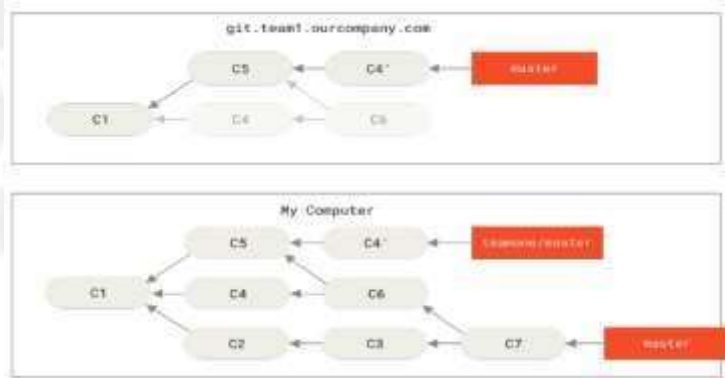 git.team1.ourcompany.com
C5 C4' master
C1 C4 C6
My Computer
C5 C4' teamone/master
C1 C4 C6
C2 C3 C7 master